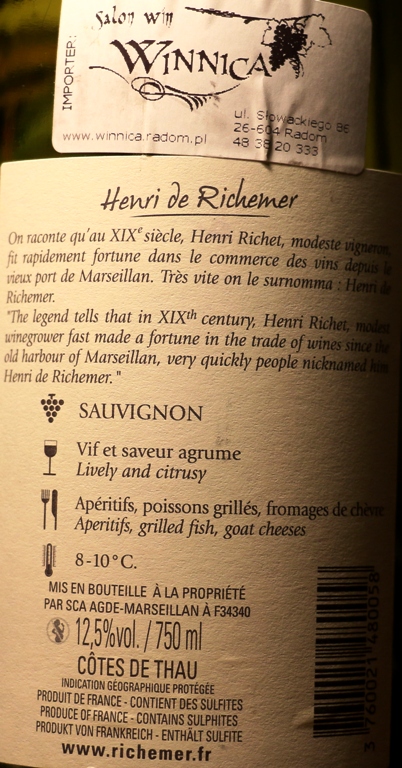 Salon win
WINNICA
IMPORTER:
ul. Słowackiego 86
26-604 Radom
48 38 20 333
www.winnica.radom.pl
Henri de Richemer
On raconte qu'au XIXe siècle, Henri Richet, modeste vigneron,
fit rapidement fortune dans le commerce des vins depuis le
vieux port de Marseillan. Très vite on le surnomma : Henri de
Richemer.
"The legend tells that in XIXth century, Henri Richet, modest
winegrower fast made a fortune in the trade of wines since the
old harbour of Marseillan, very quickly people nicknamed him
Henri de Richemer."
SAUVIGNON
Vif et saveur agrume
Lively and citrusy
Apéritifs, poissons grillés, fromages de chèvre
Aperitifs, grilled fish, goat cheeses
8-10°C.
MIS EN BOUTEILLE À LA PROPRIÉTÉ
PAR SCA AGDE-MARSEILLAN À F34340
12,5%vol. / 750 ml
CÔTES DE THAU
INDICATION GÉOGRAPHIQUE PROTÉGÉE
PRODUIT DE FRANCE - CONTIENT DES SULFITES
PRODUCE OF FRANCE - CONTAINS SULPHITES
PRODUKT VON FRANKREICH - ENTHÄLT SULFITE
www.richemer.fr
3 760021 480058